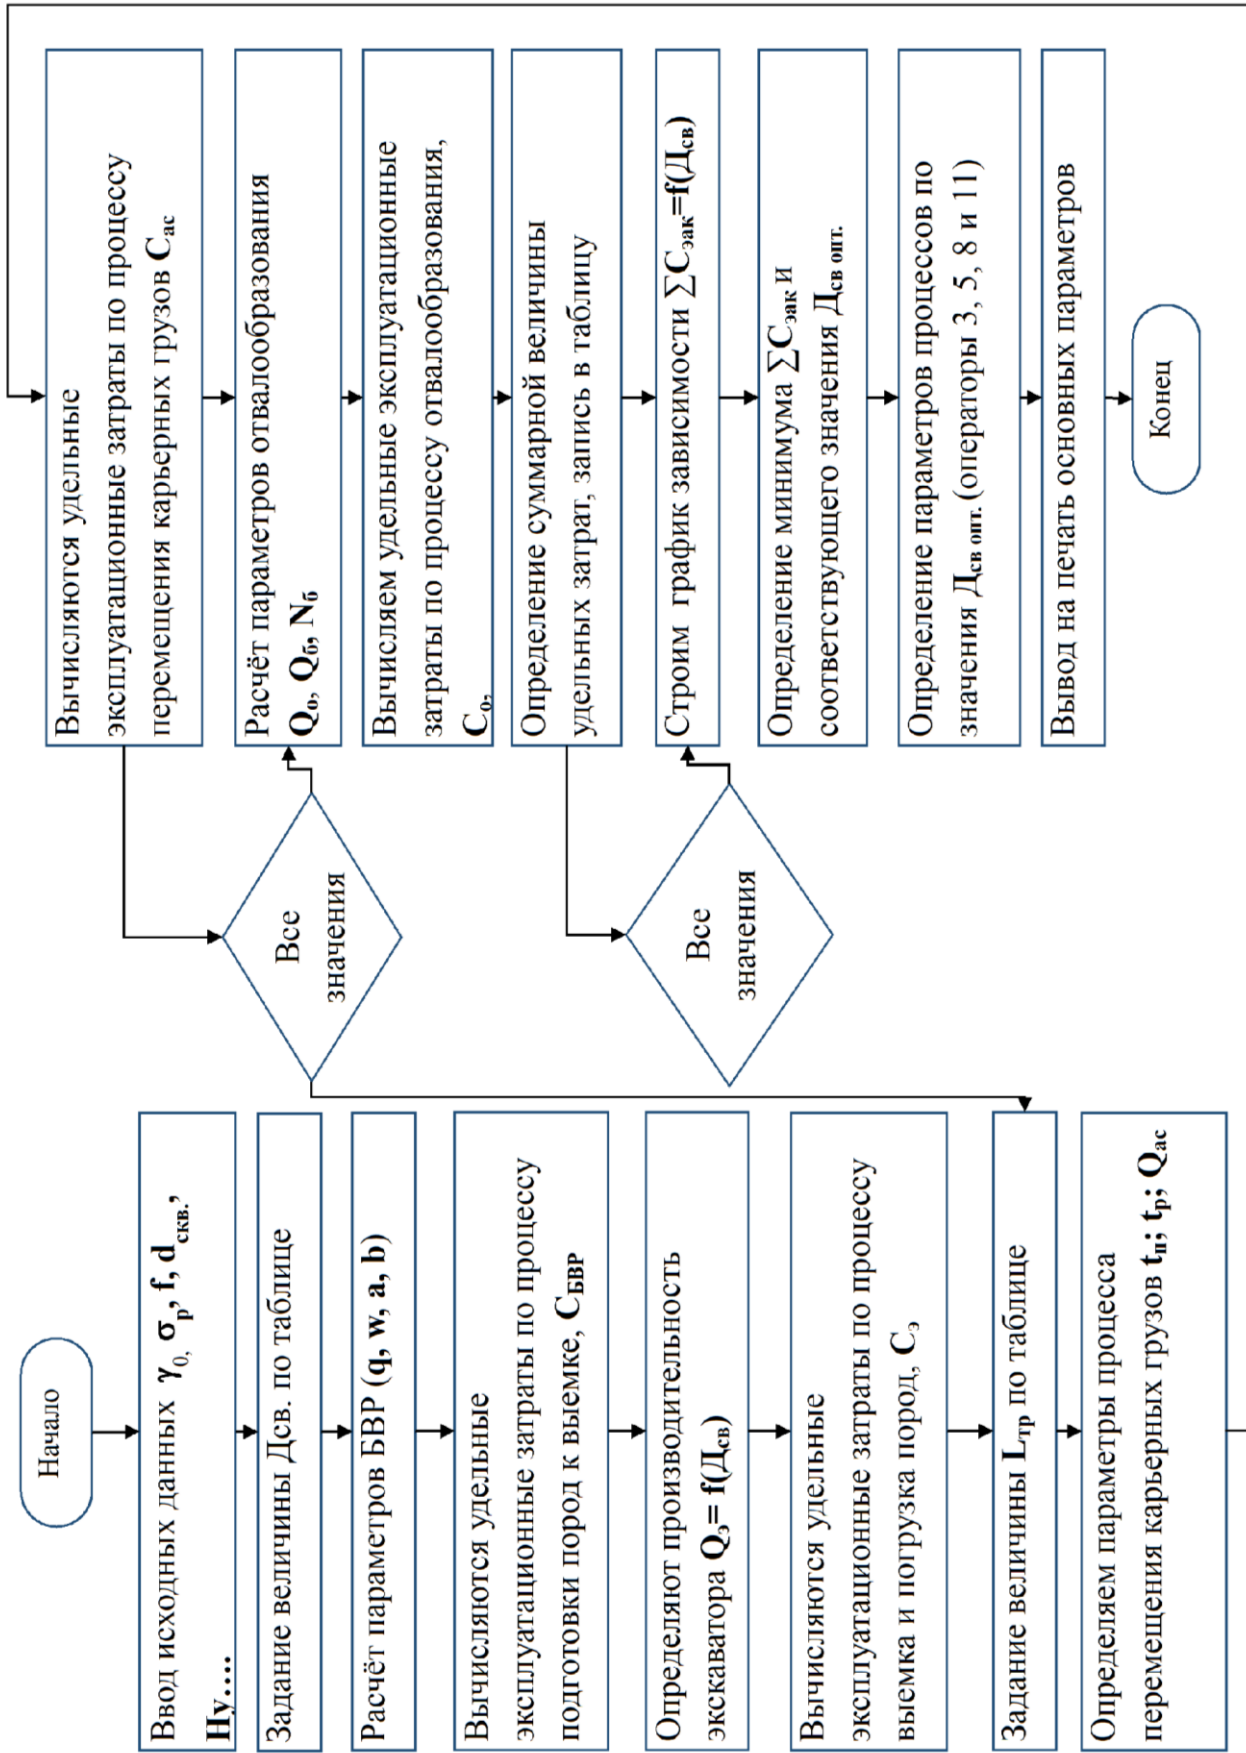 Начало
Ввод исходных данных γ₀, σр, f, dскв.,
Ну….
Задание величины Дсв. по таблице
Расчёт параметров БВР (q, w, a, b)
Вычисляются удельные
эксплуатационные затраты по процессу
подготовки пород к выемке, СБВР
Определяют производительность
экскаватора Qэ= f(Дсв)
Вычисляются удельные
эксплуатационные затраты по процессу
выемка и погрузка пород, Сэ
Задание величины Lтр по таблице
Определяем параметры процесса
перемещения карьерных грузов tп; tр; Qас
Вычисляются удельные
эксплуатационные затраты по процессу
перемещения карьерных грузов Сас
Все
значения
Расчёт параметров отвалообразования
Qо, Qб, Nб
Вычисляем удельные эксплуатационные
затраты по процессу отвалообразования,
Со,
Определение суммарной величины
удельных затрат, запись в таблицу
Все
значения
Строим график зависимости ∑Сэак=f(Дсв)
Определение минимума ∑Сэак и
соответствующего значения Дсв опт.
Определение параметров процессов по
значения Дсв опт. (операторы 3, 5, 8 и 11)
Вывод на печать основных параметров
Конец